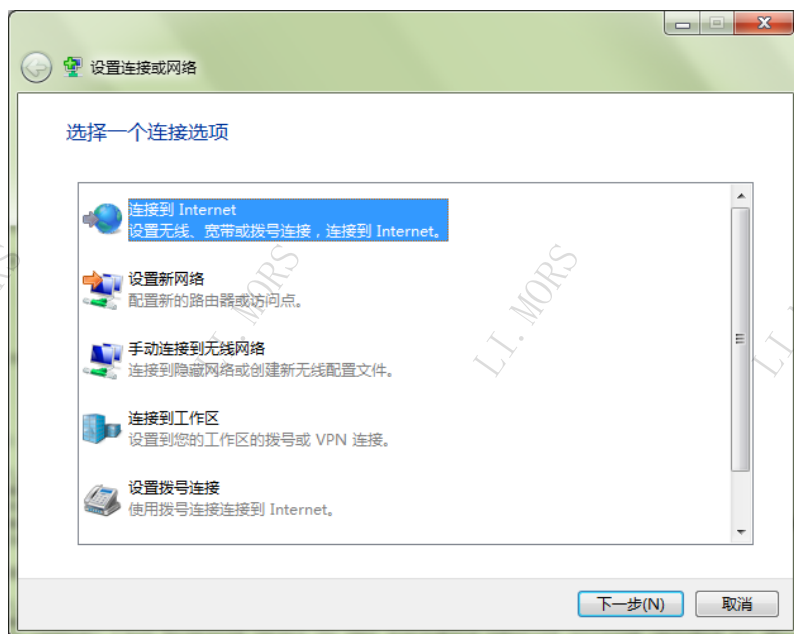 设置连接或网络
选择一个连接选项
连接到 Internet
设置无线、宽带或拨号连接，连接到 Internet。
设置新网络
配置新的路由器或访问点。
手动连接到无线网络
连接到隐藏网络或创建新无线配置文件。
连接到工作区
设置到您的工作区的拨号或 VPN 连接。
设置拨号连接
使用拨号连接连接到 Internet。
下一步(N)
取消
LI.MORS
LI.MORS